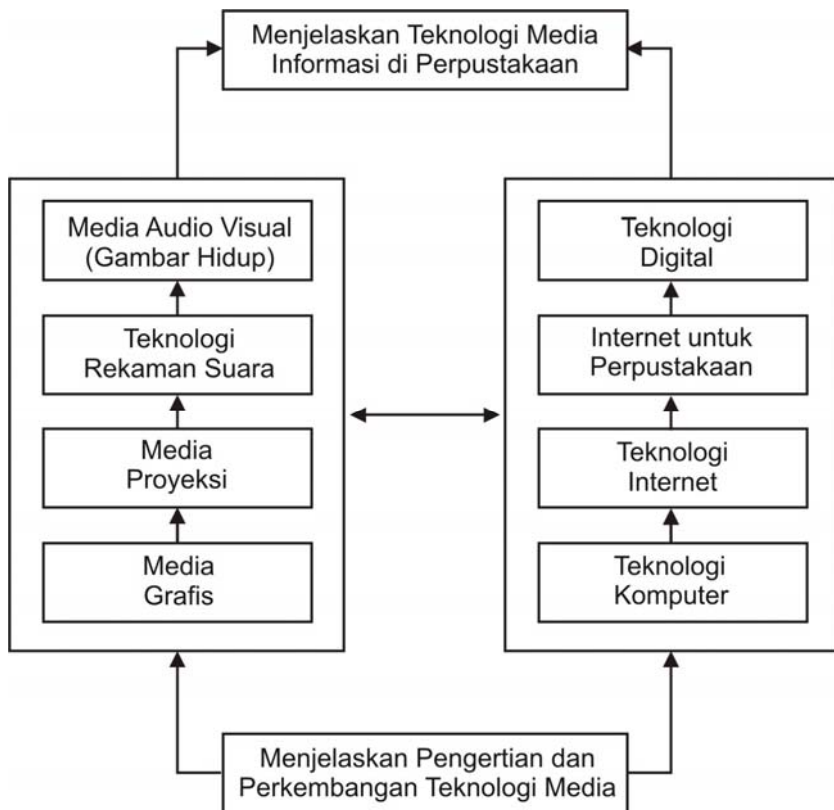 Menjelaskan Teknologi Media
Informasi di Perpustakaan
Media Audio Visual
(Gambar Hidup)
Teknologi
Rekaman Suara
Media
Proyeksi
Media
Grafis
Teknologi
Digital
Internet untuk
Perpustakaan
Teknologi
Internet
Teknologi
Komputer
Menjelaskan Pengertian dan
Perkembangan Teknologi Media